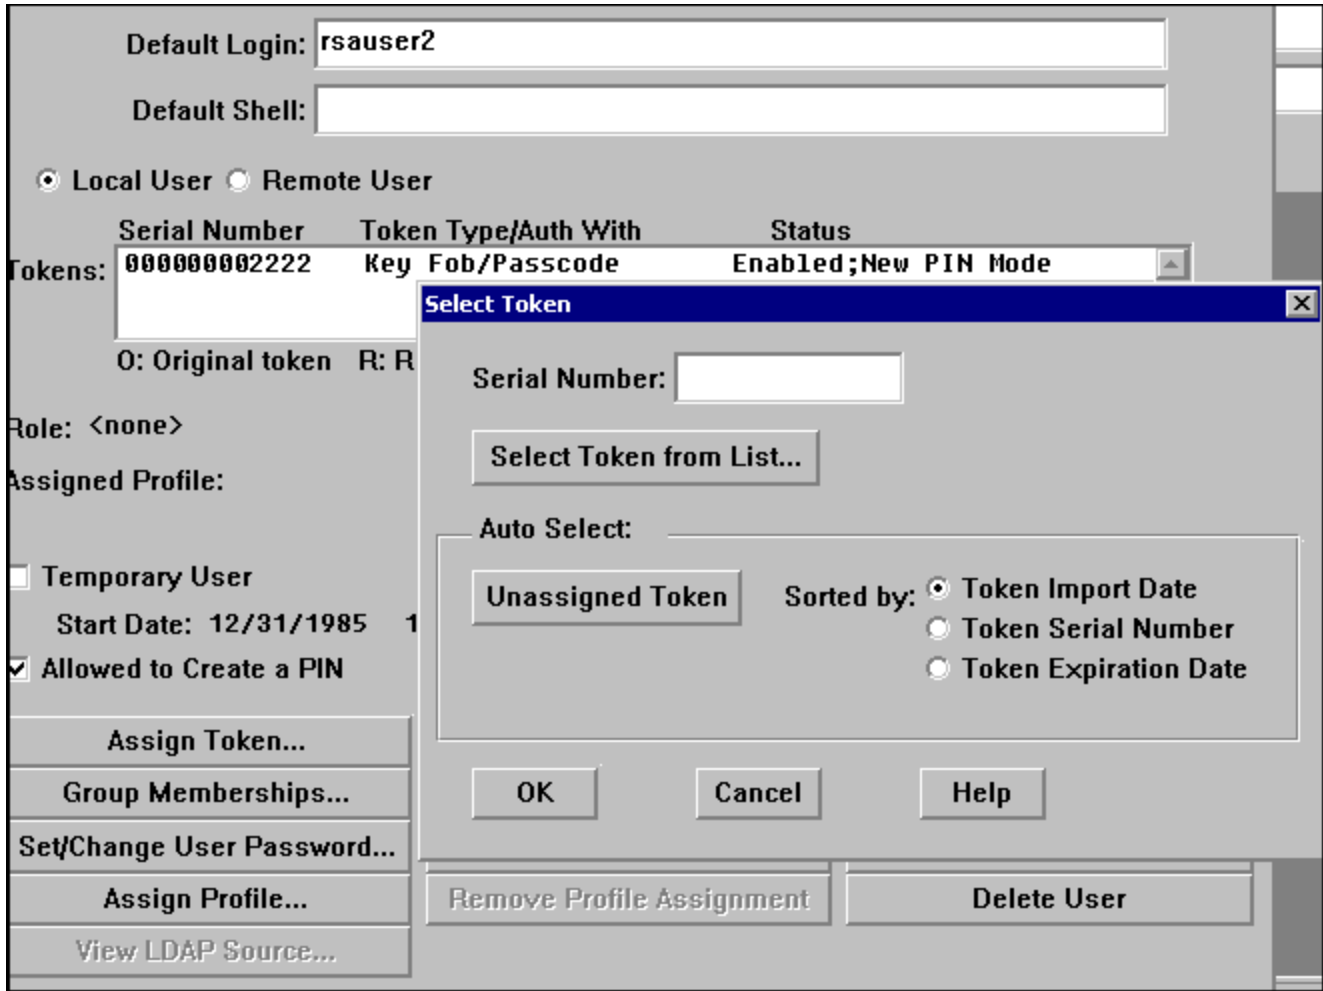 Default Login: rsauser2
Default Shell:
Local User Remote User
Serial Number Token Type/Auth With Status
Tokens: 000000002222 Key Fob/Passcode Enabled;New PIN Mode
Select Token
O: Original token R: R
Serial Number:
Role: <none>
Select Token from List...
Assigned Profile:
Auto Select:
Temporary User
Unassigned Token Sorted by: Token Import Date
Start Date: 12/31/1985 1
Token Serial Number
Allowed to Create a PIN
Token Expiration Date
Assign Token...
Group Memberships...
OK Cancel Help
Set/Change User Password...
Assign Profile... Remove Profile Assignment Delete User
View LDAP Source...